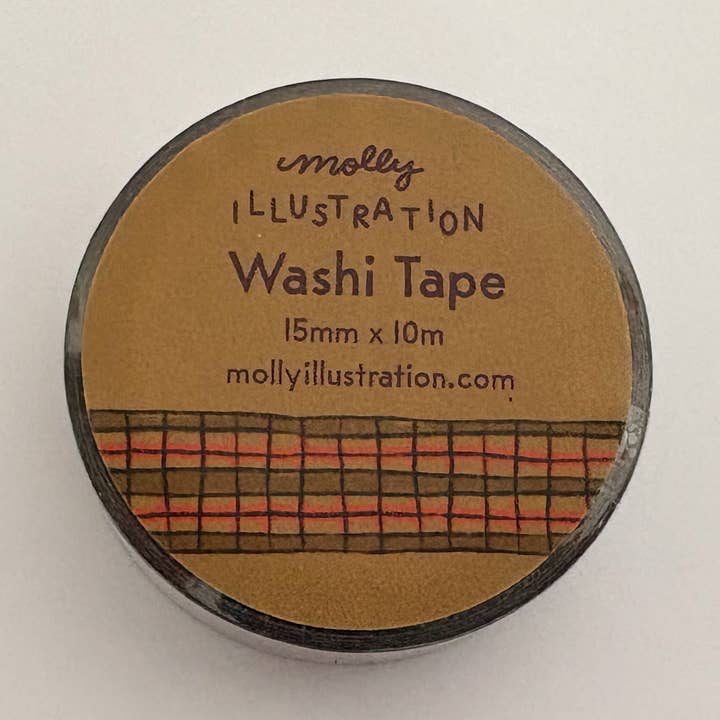 molly
ILLUSTRATION
Washi Tape
15mm x 10m
mollyillustration.com